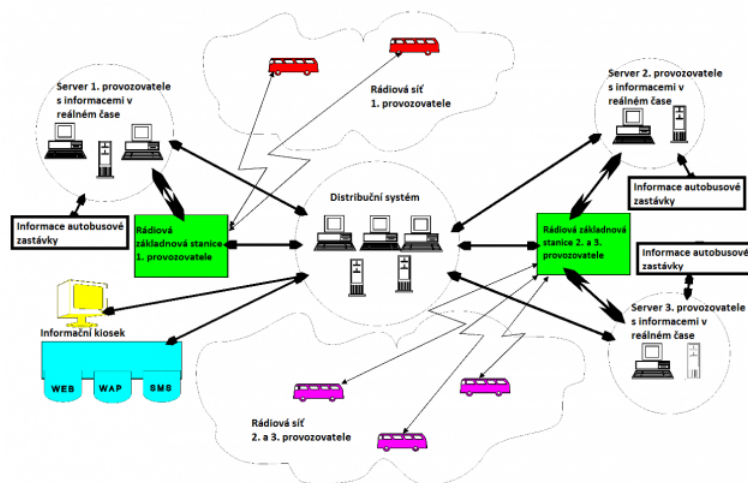 Server 1. provozovatele
s informacemi v
reálném čase
Rádiová síť
1. provozovatele
Server 2. provozovatele
s informacemi v
reálném čase
Informace autobusové
zastávky
Distribuční systém
Informace autobusové
zastávky
Rádiová
základnová stanice
1. provozovatele
Rádiová základnová
stanice 2. a 3.
provozovatele
Informace autobusové
zastávky
Server 3. provozovatele
s informacemi v
reálném čase
Informační kiosek
WEB WAP SMS
Rádiová síť
2. a 3. provozovatele